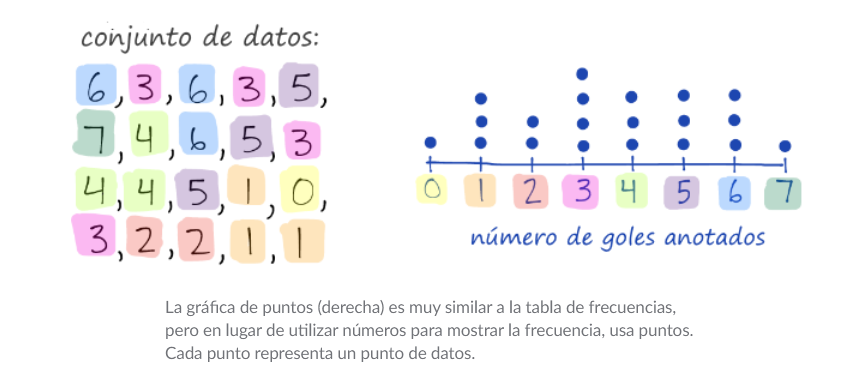 conjunto de datos:
6, 3, 6, 3, 5,
7, 4, 6, 5, 3
4, 4, 5, 1, 0,
3, 2, 2, 1, 1
0 1 2 3 4 5 6 7
número de goles anotados
La gráfica de puntos (derecha) es muy similar a la tabla de frecuencias,
pero en lugar de utilizar números para mostrar la frecuencia, usa puntos.
Cada punto representa un punto de datos.